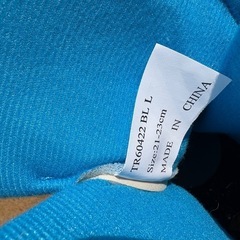 TR60422 BL L
Size:21-23cm
MADE IN CHINA